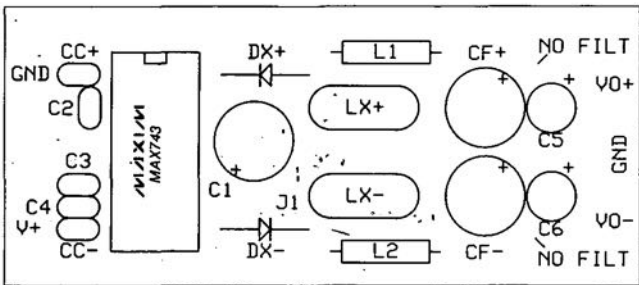 CC+
GND
C2
C3
C4
V+
CC-
MAXIM
MAX743
DX+
C1
J1
DX-
L1
LX+
LX-
L2
CF+
CF-
NO FILT
VO+
C5
GND
C6
VO-
NO FILT
+
+
+
+
+